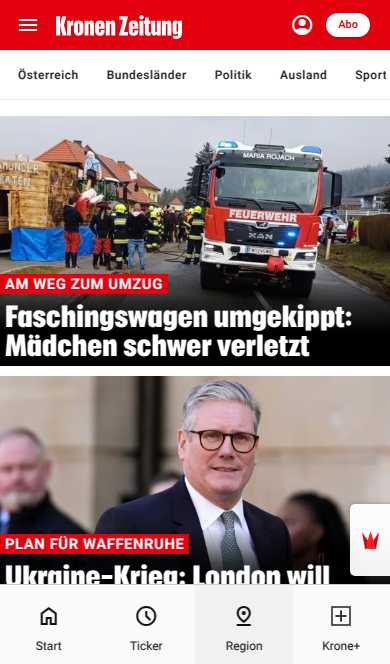 Kronen Zeitung
Abo
Österreich
Bundesländer
Politik
Ausland
Sport
MARIA ROJACH
FEUERWEHR
MAN
AM WEG ZUM UMZUG
Faschingswagen umgekippt:
Mädchen schwer verletzt
PLAN FÜR WAFFENRUHE
Ukraine-Krieg: London will
Start
Ticker
Region
Krone+